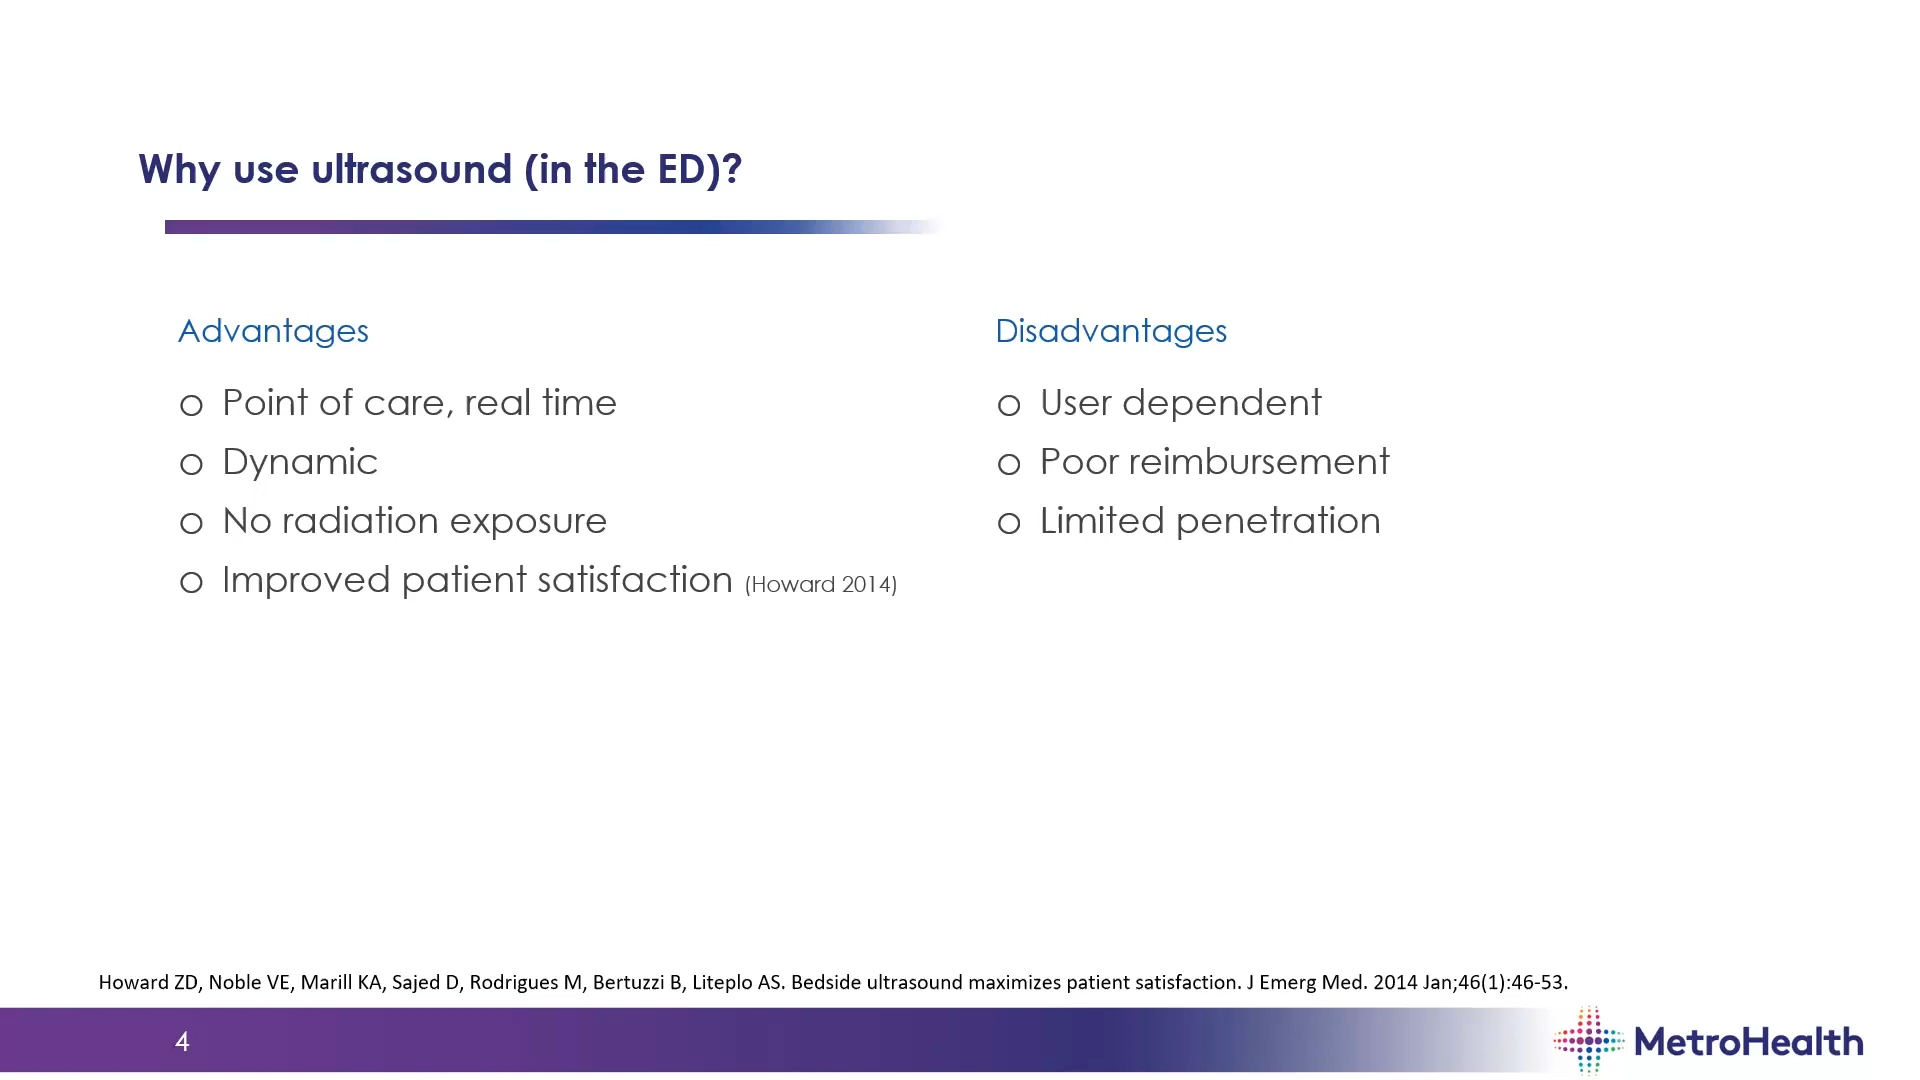 Why use ultrasound (in the ED)?
Advantages
o Point of care, real time
o Dynamic
o No radiation exposure
o Improved patient satisfaction (Howard 2014)
Disadvantages
o User dependent
o Poor reimbursement
o Limited penetration
Howard ZD, Noble VE, Marill KA, Sajed D, Rodrigues M, Bertuzzi B, Liteplo AS. Bedside ultrasound maximizes patient satisfaction. J Emerg Med. 2014 Jan;46(1):46-53.
4
MetroHealth